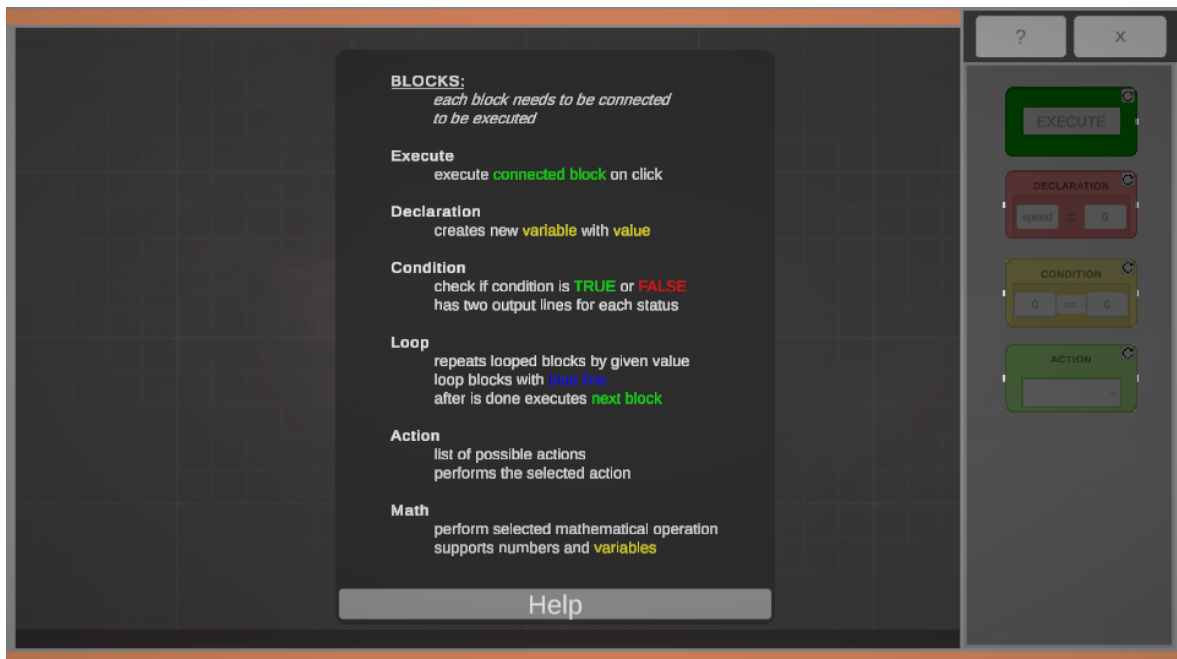 BLOCKS:
each block needs to be connected
to be executed
Execute
execute connected block on click
Declaration
creates new variable with value
Condition
check if condition is TRUE or FALSE
has two output lines for each status
Loop
repeats looped blocks by given value
loop blocks with blue line
after is done executes next block
Action
list of possible actions
performs the selected action
Math
perform selected mathematical operation
supports numbers and variables
Help
? x
EXECUTE
DECLARATION
speed = 0
CONDITION
0 == 0
ACTION